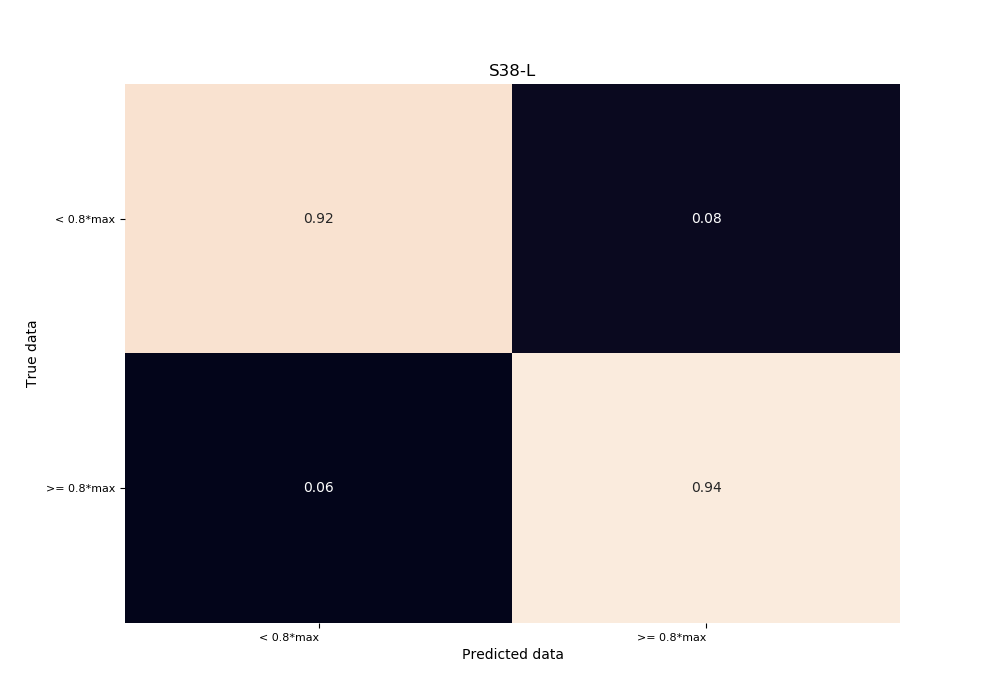 S38-L
< 0.8*max
0.92
0.08
True data
>= 0.8*max
0.06
0.94
< 0.8*max
>= 0.8*max
Predicted data